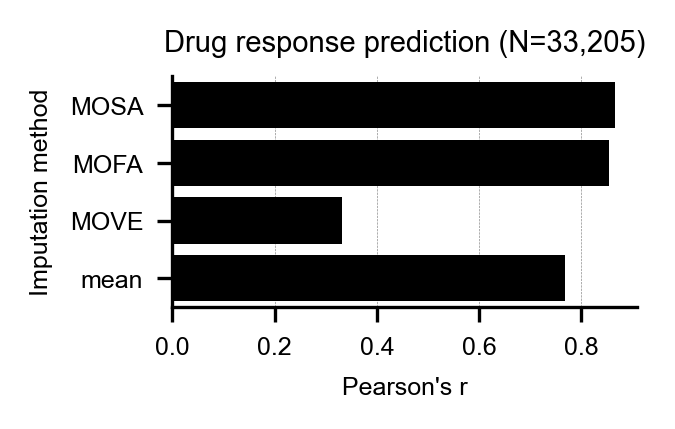 Drug response prediction (N=33,205)
Imputation method
MOSA
MOFA
MOVE
mean
0.0 0.2 0.4 0.6 0.8
Pearson's r